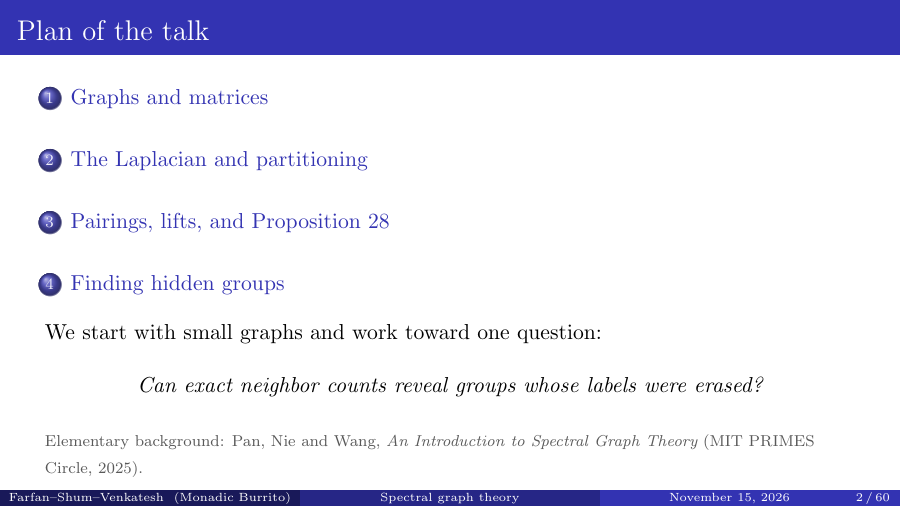 Plan of the talk
1 Graphs and matrices
2 The Laplacian and partitioning
3 Pairings, lifts, and Proposition 28
4 Finding hidden groups
We start with small graphs and work toward one question:
Can exact neighbor counts reveal groups whose labels were erased?
Elementary background: Pan, Nie and Wang, An Introduction to Spectral Graph Theory (MIT PRIMES
Circle, 2025).
Farfan–Shum–Venkatesh (Monadic Burrito) Spectral graph theory November 15, 2026 2 / 60